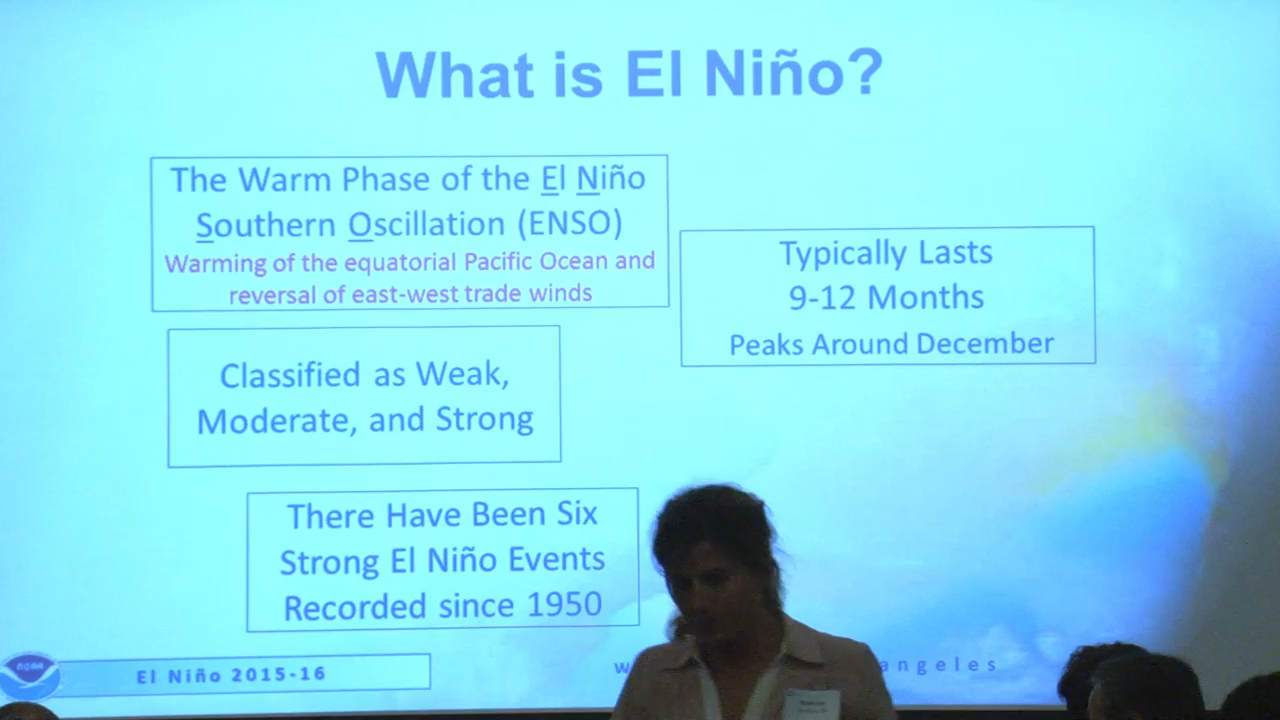 What is El Niño?
The Warm Phase of the El Niño
Southern Oscillation (ENSO)
Warming of the equatorial Pacific Ocean and
reversal of east-west trade winds
Typically Lasts
9-12 Months
Peaks Around December
Classified as Weak,
Moderate, and Strong
There Have Been Six
Strong El Niño Events
Recorded since 1950
noaa
El Niño 2015-16
w angeles